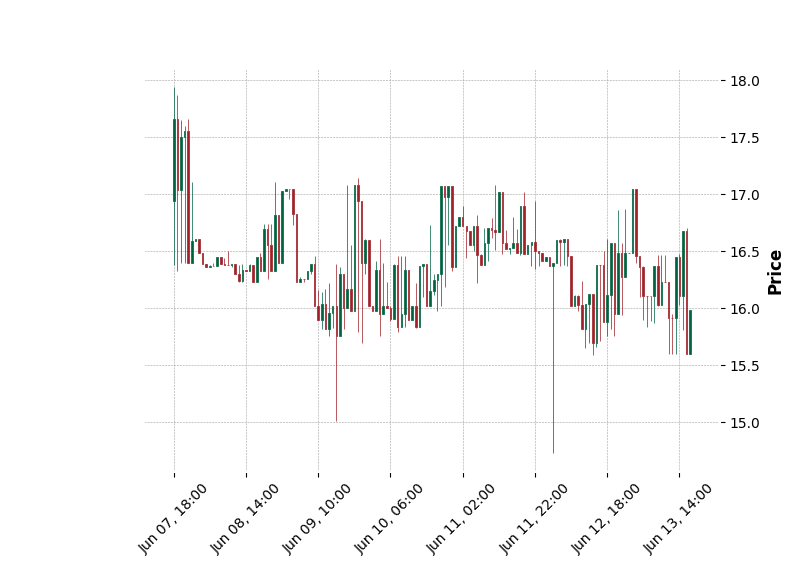 18.0
17.5
17.0
16.5
16.0
15.5
15.0
Price
Jun 07, 18:00
Jun 08, 14:00
Jun 09, 10:00
Jun 10, 06:00
Jun 11, 02:00
Jun 11, 22:00
Jun 12, 18:00
Jun 13, 14:00